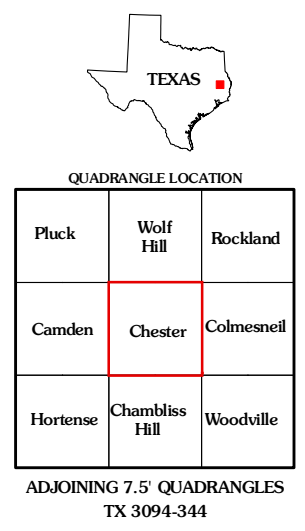 TEXAS
QUADRANGLE LOCATION
Pluck
Wolf
Hill
Rockland
Camden
Chester
Colmesneil
Hortense
Chambliss
Hill
Woodville
ADJOINING 7.5' QUADRANGLES
TX 3094-344